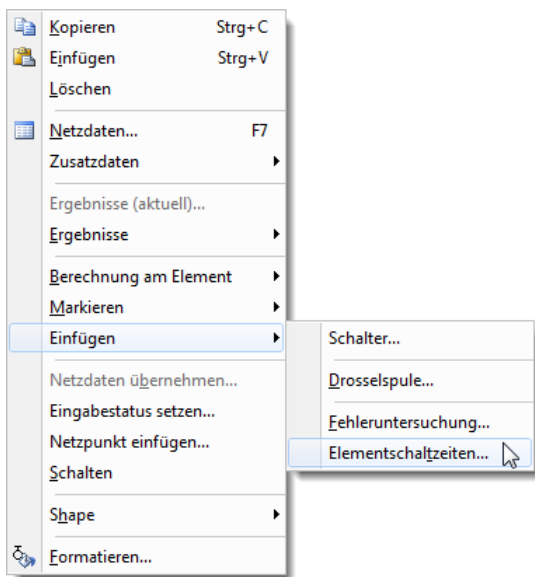 Kopieren Strg+C
Einfügen Strg+V
Löschen
Netzdaten... F7
Zusatzdaten
Ergebnisse (aktuell)...
Ergebnisse
Berechnung am Element
Markieren
Einfügen
Netzdaten übernehmen...
Eingabestatus setzen...
Netzpunkt einfügen...
Schalten
Shape
Formatieren...
Schalter...
Drosselspule...
Fehleruntersuchung...
Elementschaltzeiten...